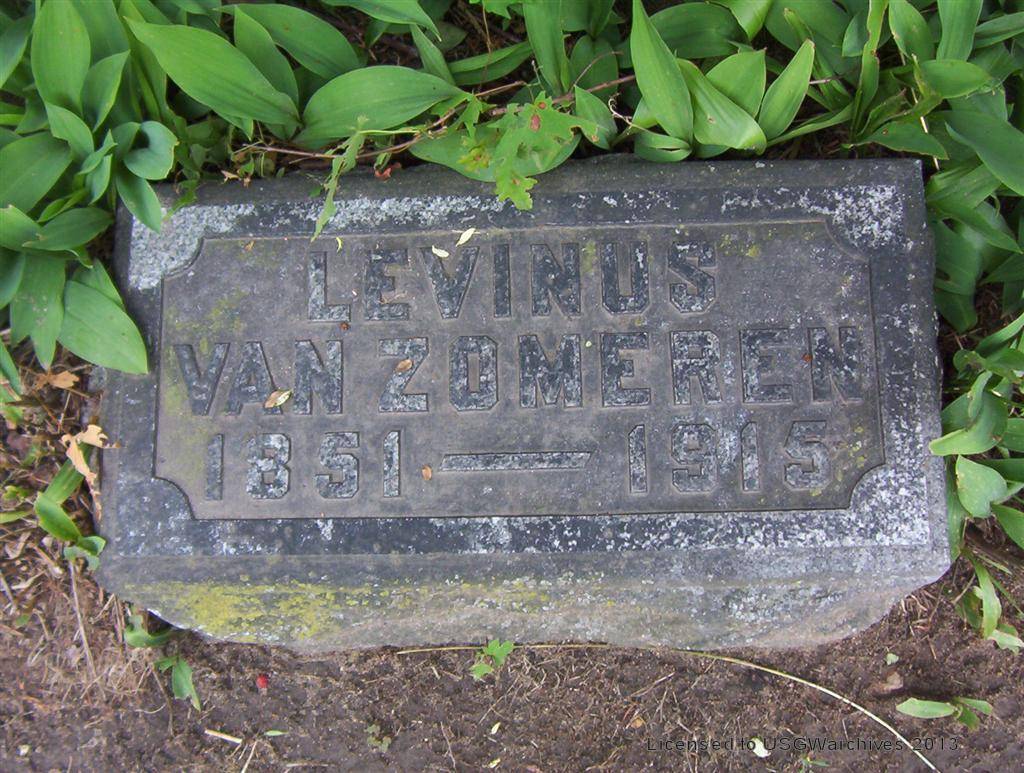 LEVINUS
VAN ZOMEREN
1851 — 1915
Licensed to USGWarchives 2013